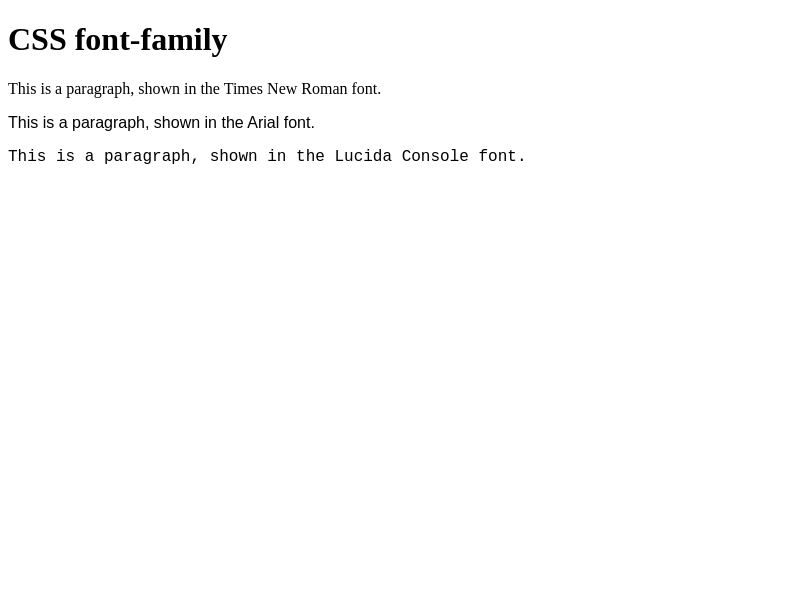 CSS font-family
This is a paragraph, shown in the Times New Roman font.
This is a paragraph, shown in the Arial font.
This is a paragraph, shown in the Lucida Console font.